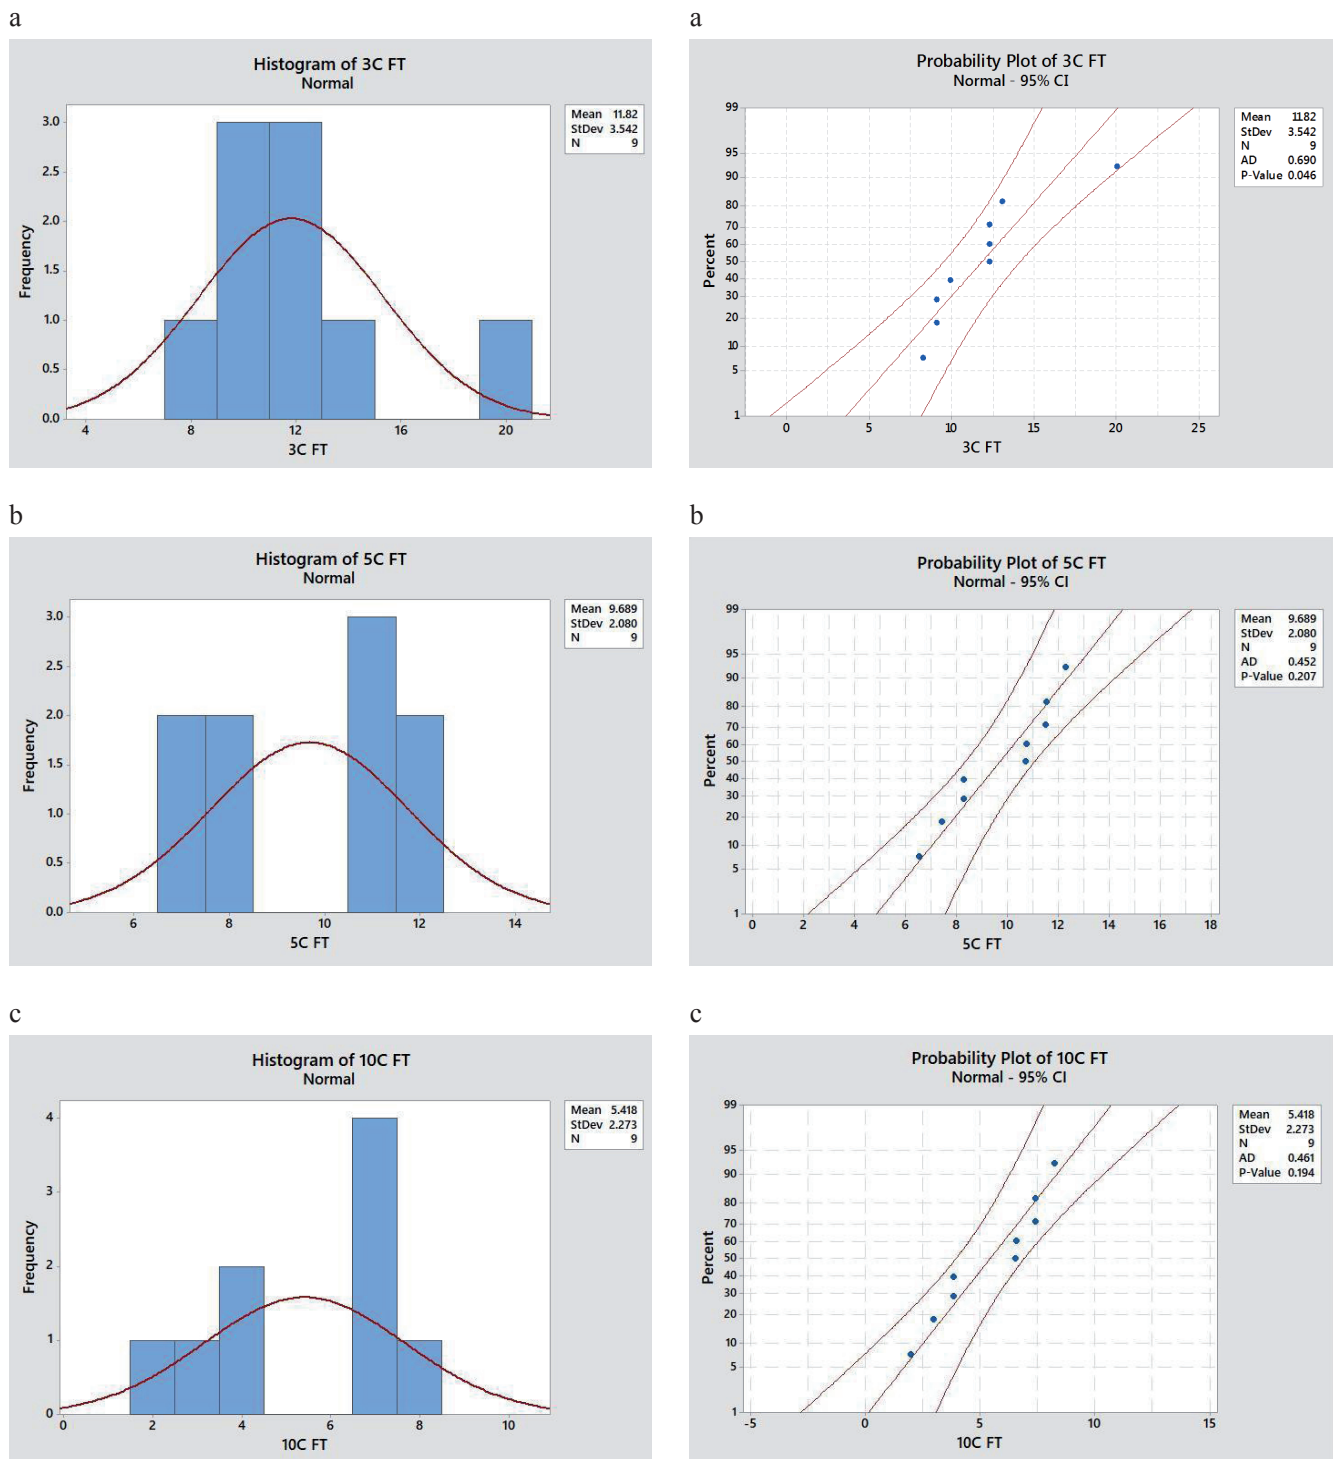 a
Histogram of 3C FT
Normal
Mean 11.82
StDev 3.542
N 9
Frequency
3.0
2.5
2.0
1.5
1.0
0.5
0.0
4 8 12 16 20
3C FT
a
Probability Plot of 3C FT
Normal - 95% CI
Mean 11.82
StDev 3.542
N 9
AD 0.690
P-Value 0.046
Percent
99
95
90
80
70
60
50
40
30
20
10
5
1
0 5 10 15 20 25
3C FT
b
Histogram of 5C FT
Normal
Mean 9.689
StDev 2.080
N 9
Frequency
3.0
2.5
2.0
1.5
1.0
0.5
0.0
6 8 10 12 14
5C FT
b
Probability Plot of 5C FT
Normal - 95% CI
Mean 9.689
StDev 2.080
N 9
AD 0.452
P-Value 0.207
Percent
99
95
90
80
70
60
50
40
30
20
10
5
1
0 2 4 6 8 10 12 14 16 18
5C FT
c
Histogram of 10C FT
Normal
Mean 5.418
StDev 2.273
N 9
Frequency
4
3
2
1
0
0 2 4 6 8 10
10C FT
c
Probability Plot of 10C FT
Normal - 95% CI
Mean 5.418
StDev 2.273
N 9
AD 0.461
P-Value 0.194
Percent
99
95
90
80
70
60
50
40
30
20
10
5
1
-5 0 5 10 15
10C FT